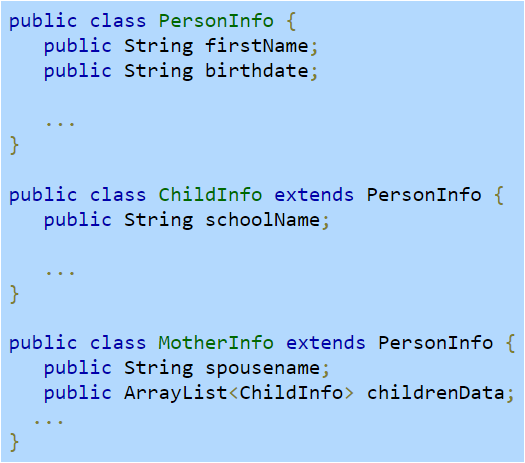 public class PersonInfo {
   public String firstName;
   public String birthdate;

   ...
}

public class ChildInfo extends PersonInfo {
   public String schoolName;

   ...
}

public class MotherInfo extends PersonInfo {
   public String spousename;
   public ArrayList<ChildInfo> childrenData;
  ...
}